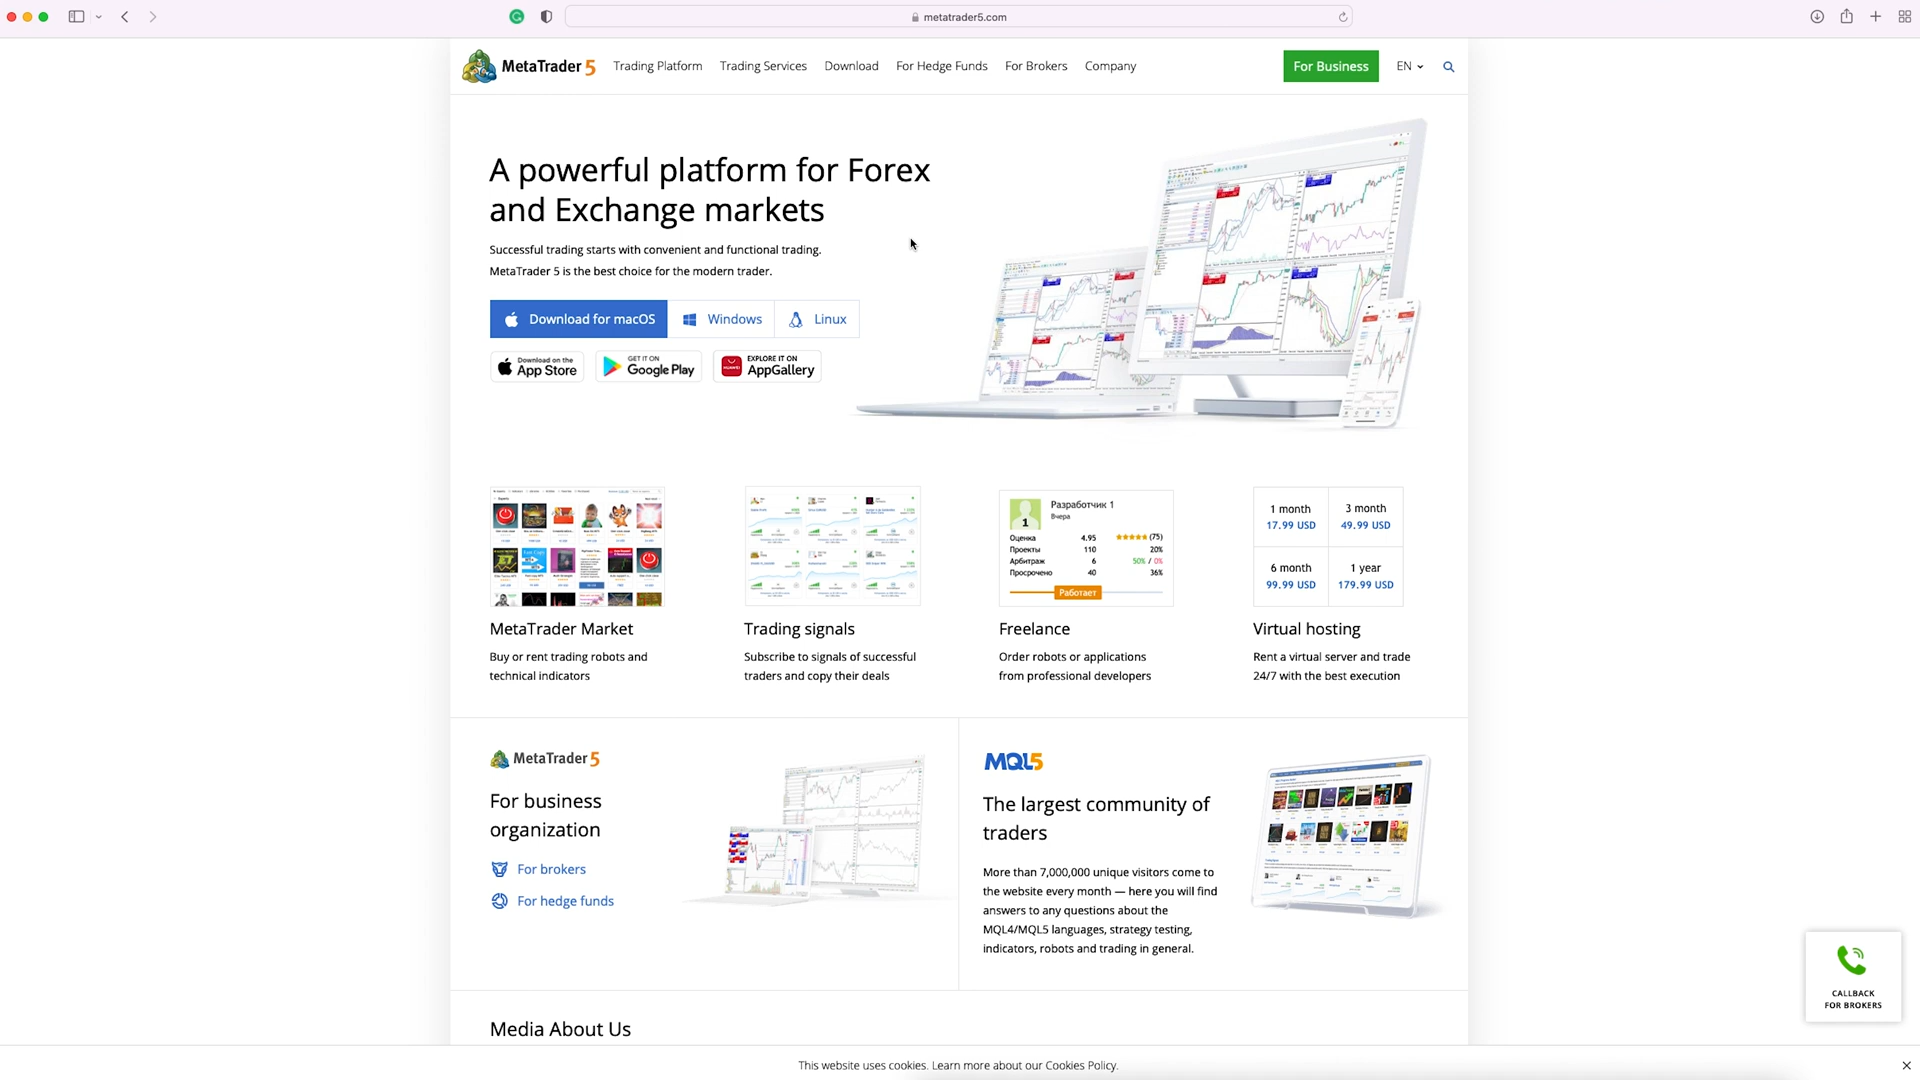 metatrader5.com
MetaTrader 5
Trading Platform
Trading Services
Download
For Hedge Funds
For Brokers
Company
For Business
EN
A powerful platform for Forex
and Exchange markets
Successful trading starts with convenient and functional trading.
MetaTrader 5 is the best choice for the modern trader.
Download for macOS
Windows
Linux
Download on the
App Store
GET IT ON
Google Play
EXPLORE IT ON
AppGallery
Разработчик 1
Вчера
1
Оценка 4.95 (75)
Проекты 110 20%
Арбитраж 6 50% / 0%
Просрочено 40 36%
Работает
1 month
17.99 USD
3 month
49.99 USD
6 month
99.99 USD
1 year
179.99 USD
MetaTrader Market
Buy or rent trading robots and
technical indicators
Trading signals
Subscribe to signals of successful
traders and copy their deals
Freelance
Order robots or applications
from professional developers
Virtual hosting
Rent a virtual server and trade
24/7 with the best execution
MetaTrader 5
For business
organization
For brokers
For hedge funds
MQL5
The largest community of
traders
More than 7,000,000 unique visitors come to
the website every month — here you will find
answers to any questions about the
MQL4/MQL5 languages, strategy testing,
indicators, robots and trading in general.
CALLBACK
FOR BROKERS
Media About Us
This website uses cookies. Learn more about our Cookies Policy.